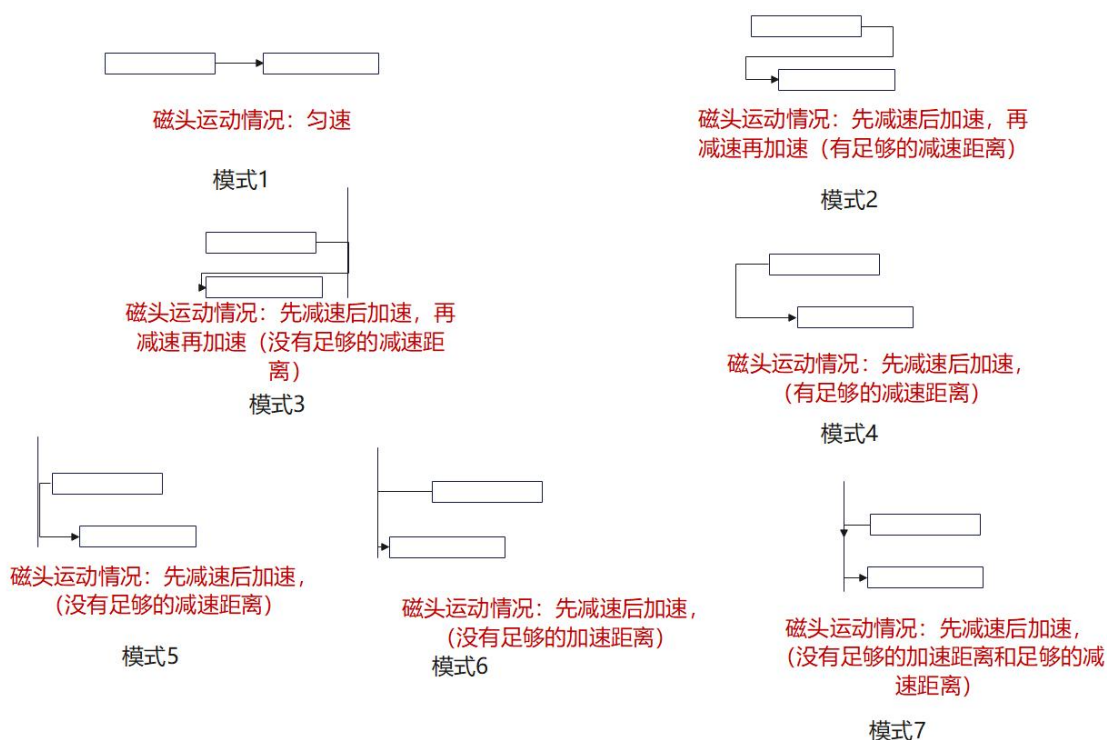 磁头运动情况：匀速
模式1
磁头运动情况：先减速后加速，再
减速再加速（有足够的减速距离）
模式2
磁头运动情况：先减速后加速，再
减速再加速（没有足够的减速距
离）
模式3
磁头运动情况：先减速后加速，
（有足够的减速距离）
模式4
磁头运动情况：先减速后加速，
（没有足够的减速距离）
模式5
磁头运动情况：先减速后加速，
（没有足够的加速距离）
模式6
磁头运动情况：先减速后加速，
（没有足够的加速距离和足够的减
速距离）
模式7